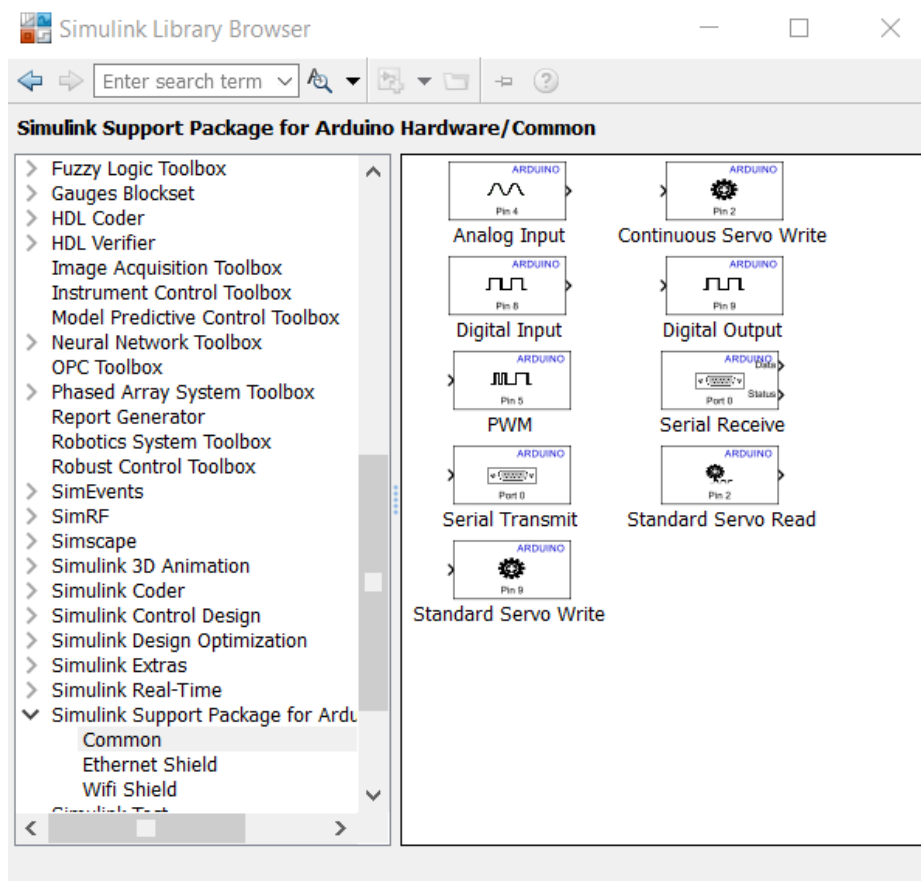 Simulink Library Browser
Enter search term
Simulink Support Package for Arduino Hardware/Common
Fuzzy Logic Toolbox
Gauges Blockset
HDL Coder
HDL Verifier
Image Acquisition Toolbox
Instrument Control Toolbox
Model Predictive Control Toolbox
Neural Network Toolbox
OPC Toolbox
Phased Array System Toolbox
Report Generator
Robotics System Toolbox
Robust Control Toolbox
SimEvents
SimRF
Simscape
Simulink 3D Animation
Simulink Coder
Simulink Control Design
Simulink Design Optimization
Simulink Extras
Simulink Real-Time
Simulink Support Package for Ardu
Common
Ethernet Shield
Wifi Shield
Simulink Test
ARDUINO
Pin 4
Analog Input
ARDUINO
Pin 2
Continuous Servo Write
ARDUINO
Pin 8
Digital Input
ARDUINO
Pin 9
Digital Output
ARDUINO
Pin 5
PWM
ARDUINO
Data
Status
Port 0
Serial Receive
ARDUINO
Port 0
Serial Transmit
ARDUINO
Pin 2
Standard Servo Read
ARDUINO
Pin 9
Standard Servo Write